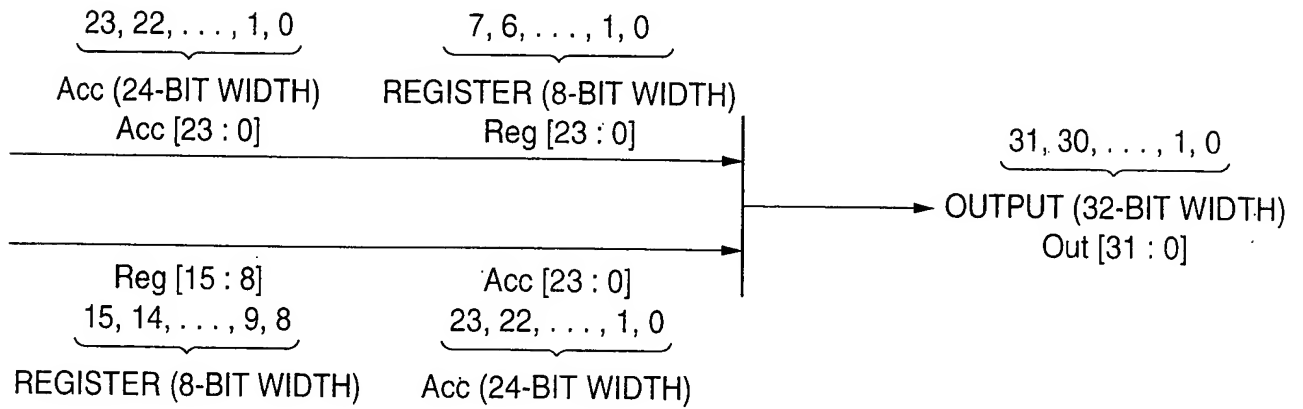 23, 22, . . . , 1, 0
7, 6, . . . , 1, 0
Acc (24-BIT WIDTH)
REGISTER (8-BIT WIDTH)
Acc [23 : 0]
Reg [23 : 0]
31, 30, . . . , 1, 0
OUTPUT (32-BIT WIDTH)
Out [31 : 0]
Reg [15 : 8]
Acc [23 : 0]
15, 14, . . . , 9, 8
23, 22, . . . , 1, 0
REGISTER (8-BIT WIDTH)
Acc (24-BIT WIDTH)